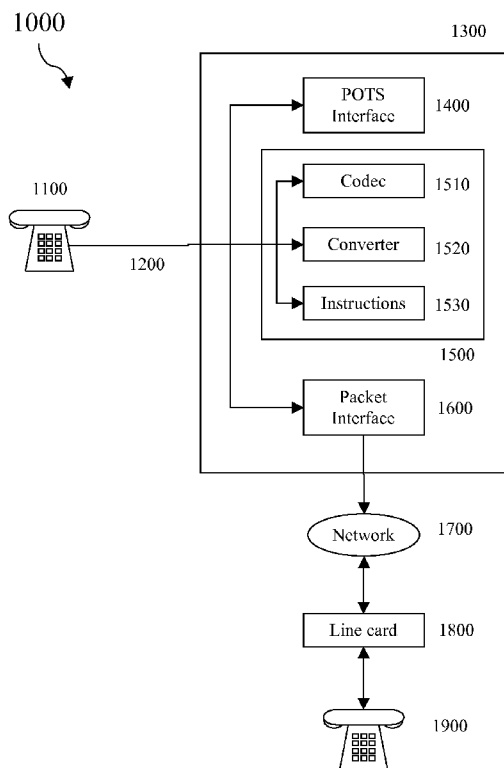 1000
1300
POTS
Interface
1400
1100
Codec
1510
Converter
1520
1200
Instructions
1530
1500
Packet
Interface
1600
Network
1700
Line card
1800
1900